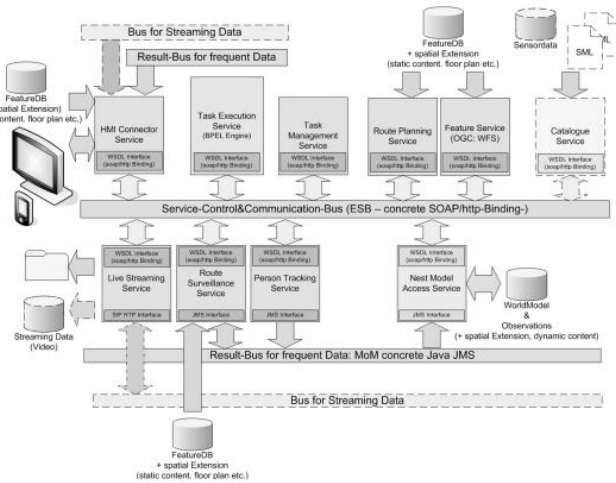 Bus for Streaming Data
Result-Bus for frequent Data
FeatureDB
+ spatial Extension
(static content. floor plan etc.)
Sensordata
SML
ML
FeatureDB
patial Extension)
content. floor plan etc.)
HMI Connector
Service
WSDL Interface
(soap/http Binding)
Task Execution
Service
(BPEL Engine)
WSDL Interface
(soap/http Binding)
Task
Management
Service
WSDL Interface
(soap/http Binding)
Route Planning
Service
WSDL Interface
(soap/http Binding)
Feature Service
(OGC: WFS)
WSDL Interface
(soap/http Binding)
Catalogue
Service
WSDL Interface
(soap/http Binding)
Service-Control&Communication-Bus (ESB – concrete SOAP/http-Binding-)
WSDL Interface
(soap/http Binding)
Live Streaming
Service
SIP RTP Interface
WSDL Interface
(soap/http Binding)
Route
Surveillance
Service
JMS Interface
WSDL Interface
(soap/http Binding)
Person Tracking
Service
JMS Interface
WSDL Interface
(soap/http Binding)
Nest Model
Access Service
JMS Interface
Streaming Data
(Video)
WorldModel
&
Observations
(+ spatial Extension, dynamic content)
Result-Bus for frequent Data: MoM concrete Java JMS
Bus for Streaming Data
FeatureDB
+ spatial Extension
(static content. floor plan etc.)